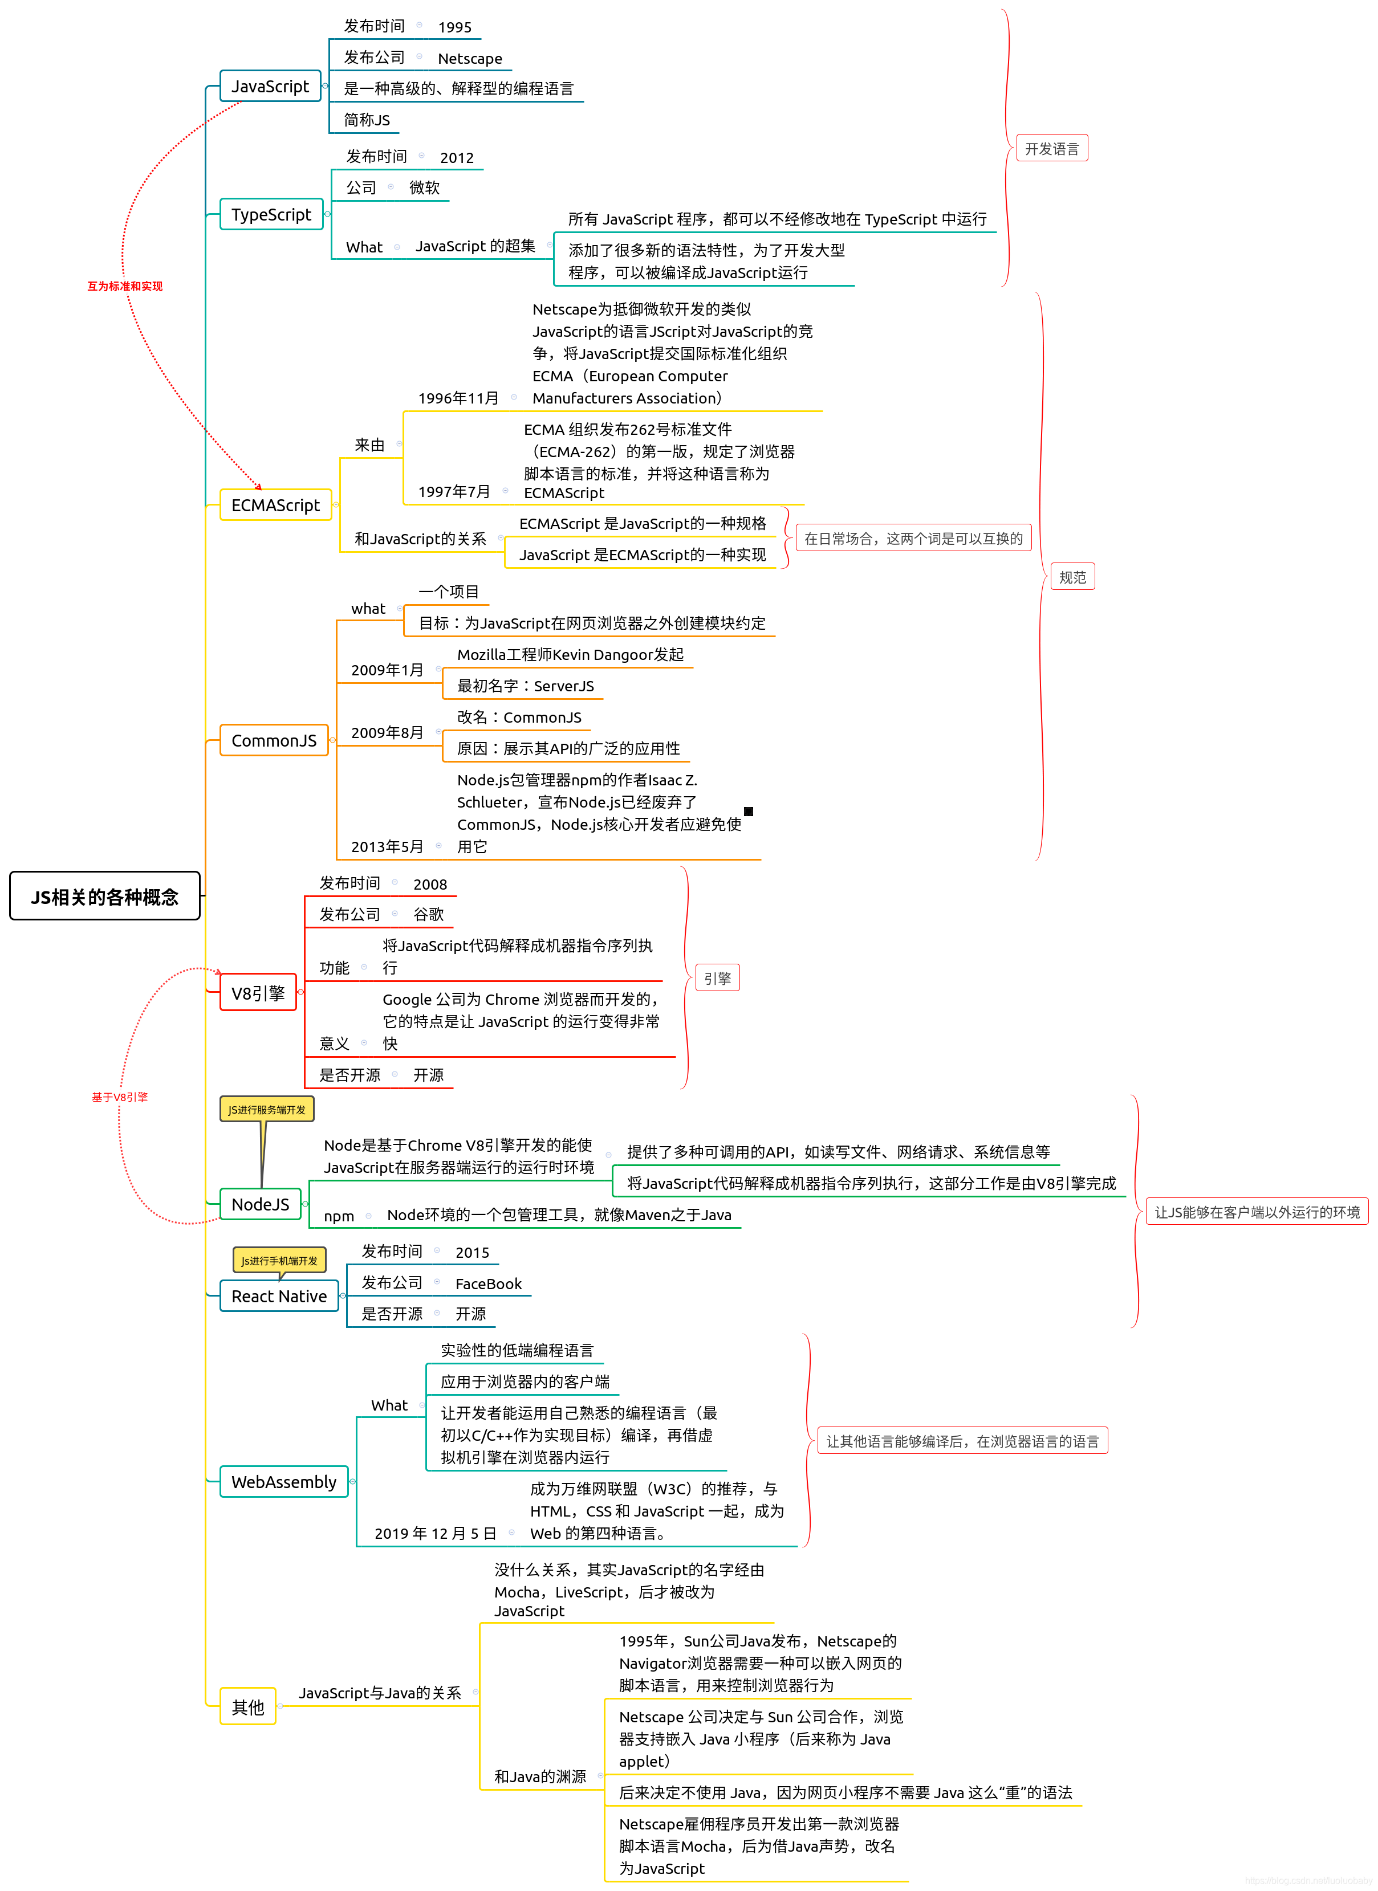 JS相关的各种概念
JavaScript
发布时间 1995
发布公司 Netscape
是一种高级的、解释型的编程语言
简称JS
TypeScript
发布时间 2012
公司 微软
What JavaScript 的超集
所有 JavaScript 程序，都可以不经修改地在 TypeScript 中运行
添加了很多新的语法特性，为了开发大型
程序，可以被编译成JavaScript运行
开发语言
互为标准和实现
ECMAScript
来由
1996年11月
Netscape为抵御微软开发的类似
JavaScript的语言JScript对JavaScript的竞
争，将JavaScript提交国际标准化组织
ECMA（European Computer
Manufacturers Association）
1997年7月
ECMA 组织发布262号标准文件
（ECMA-262）的第一版，规定了浏览器
脚本语言的标准，并将这种语言称为
ECMAScript
和JavaScript的关系
ECMAScript 是JavaScript的一种规格
JavaScript 是ECMAScript的一种实现
在日常场合，这两个词是可以互换的
CommonJS
what
一个项目
目标：为JavaScript在网页浏览器之外创建模块约定
2009年1月
Mozilla工程师Kevin Dangoor发起
最初名字：ServerJS
2009年8月
改名：CommonJS
原因：展示其API的广泛的应用性
2013年5月
Node.js包管理器npm的作者Isaac Z.
Schlueter，宣布Node.js已经废弃了
CommonJS，Node.js核心开发者应避免使
用它
规范
V8引擎
发布时间 2008
发布公司 谷歌
功能
将JavaScript代码解释成机器指令序列执
行
意义
Google 公司为 Chrome 浏览器而开发的，
它的特点是让 JavaScript 的运行变得非常
快
是否开源 开源
引擎
基于V8引擎
JS进行服务端开发
NodeJS
Node是基于Chrome V8引擎开发的能使
JavaScript在服务器端运行的运行时环境
提供了多种可调用的API，如读写文件、网络请求、系统信息等
将JavaScript代码解释成机器指令序列执行，这部分工作是由V8引擎完成
npm Node环境的一个包管理工具，就像Maven之于Java
Js进行手机端开发
React Native
发布时间 2015
发布公司 FaceBook
是否开源 开源
让JS能够在客户端以外运行的环境
WebAssembly
What
实验性的低端编程语言
应用于浏览器内的客户端
让开发者能运用自己熟悉的编程语言（最
初以C/C++作为实现目标）编译，再借虚
拟机引擎在浏览器内运行
2019 年 12 月 5 日
成为万维网联盟（W3C）的推荐，与
HTML，CSS 和 JavaScript 一起，成为
Web 的第四种语言。
让其他语言能够编译后，在浏览器语言的语言
其他
JavaScript与Java的关系
没什么关系，其实JavaScript的名字经由
Mocha，LiveScript，后才被改为
JavaScript
和Java的渊源
1995年，Sun公司Java发布，Netscape的
Navigator浏览器需要一种可以嵌入网页的
脚本语言，用来控制浏览器行为
Netscape 公司决定与 Sun 公司合作，浏览
器支持嵌入 Java 小程序（后来称为 Java
applet）
后来决定不使用 Java，因为网页小程序不需要 Java 这么“重”的语法
Netscape雇佣程序员开发出第一款浏览器
脚本语言Mocha，后为借Java声势，改名
为JavaScript